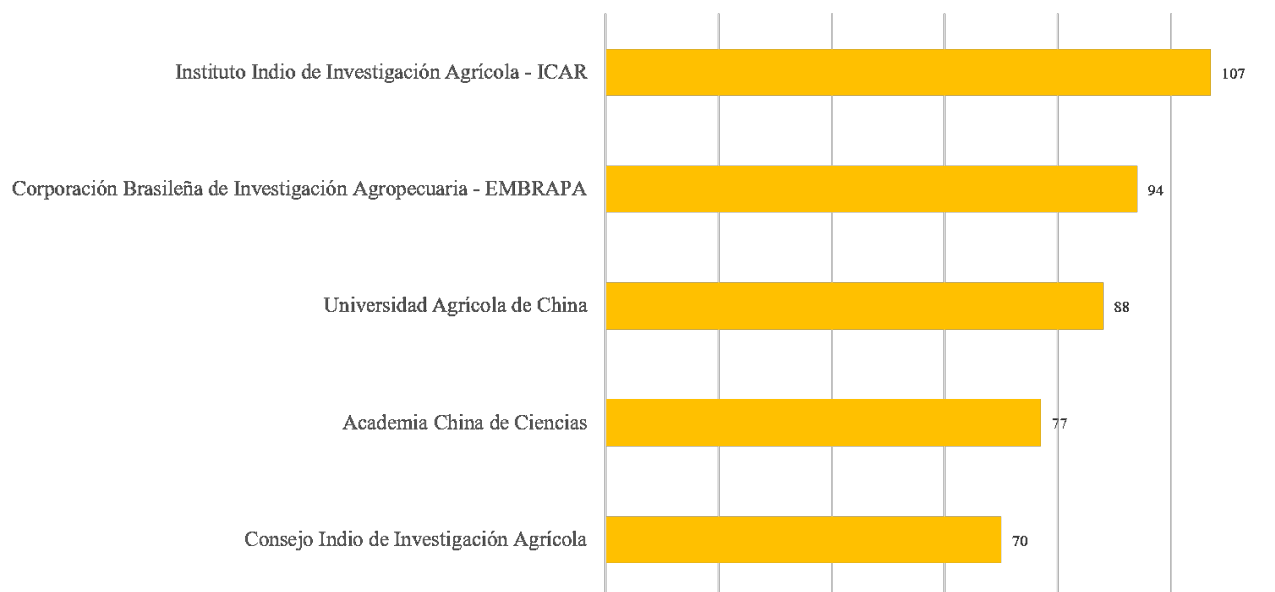 Instituto Indio de Investigación Agrícola - ICAR 107
Corporación Brasileña de Investigación Agropecuaria - EMBRAPA 94
Universidad Agrícola de China 88
Academia China de Ciencias 77
Consejo Indio de Investigación Agrícola 70